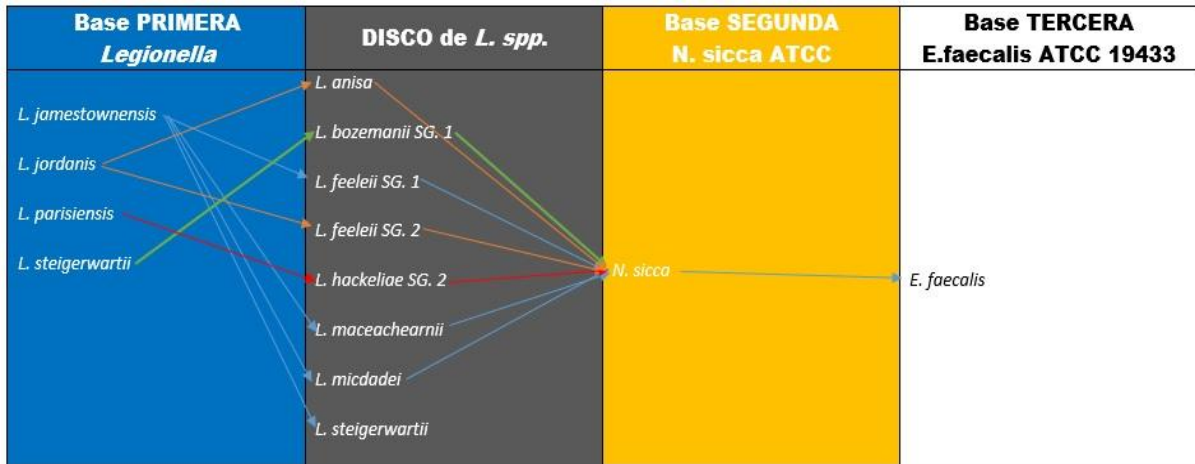 Base PRIMERA
Legionella
DISCO de L. spp.
Base SEGUNDA
N. sicca ATCC
Base TERCERA
E.faecalis ATCC 19433
L. jamestownensis
L. jordanis
L. parisiensis
L. steigerwartii
L. anisa
L. bozemanii SG. 1
L. feeleii SG. 1
L. feeleii SG. 2
L. hackeliae SG. 2
L. maceachearnii
L. micdadei
L. steigerwartii
N. sicca
E. faecalis